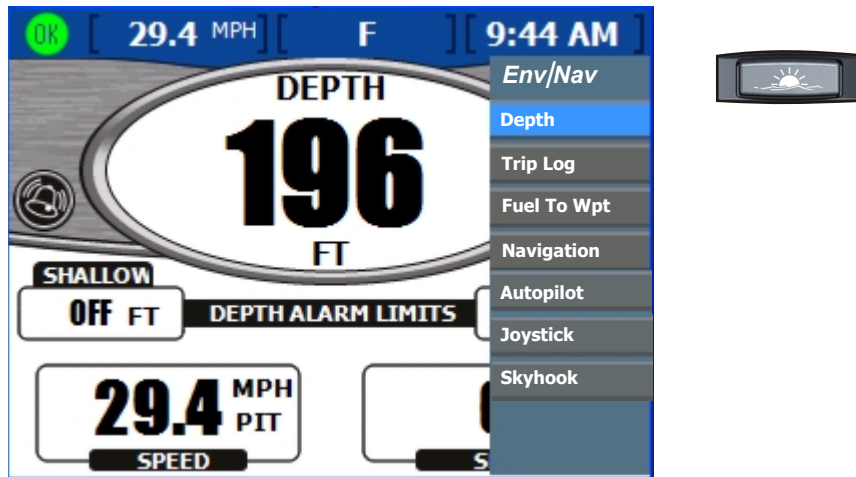 OK 29.4 MPH F 9:44 AM
Env/Nav
DEPTH
196
FT
Depth
Trip Log
Fuel To Wpt
Navigation
Autopilot
Joystick
Skyhook
SHALLOW
OFF FT
DEPTH ALARM LIMITS
29.4 MPH
PIT
SPEED